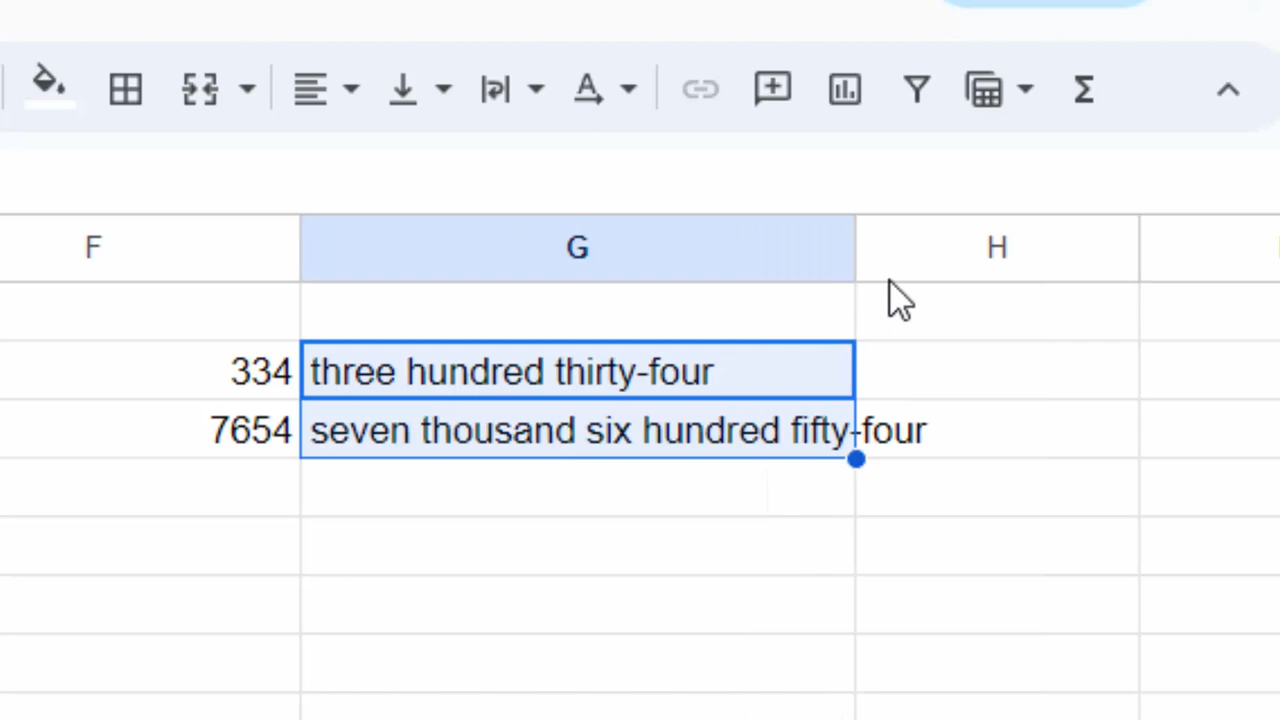 F G H
334 three hundred thirty-four
7654 seven thousand six hundred fifty-four